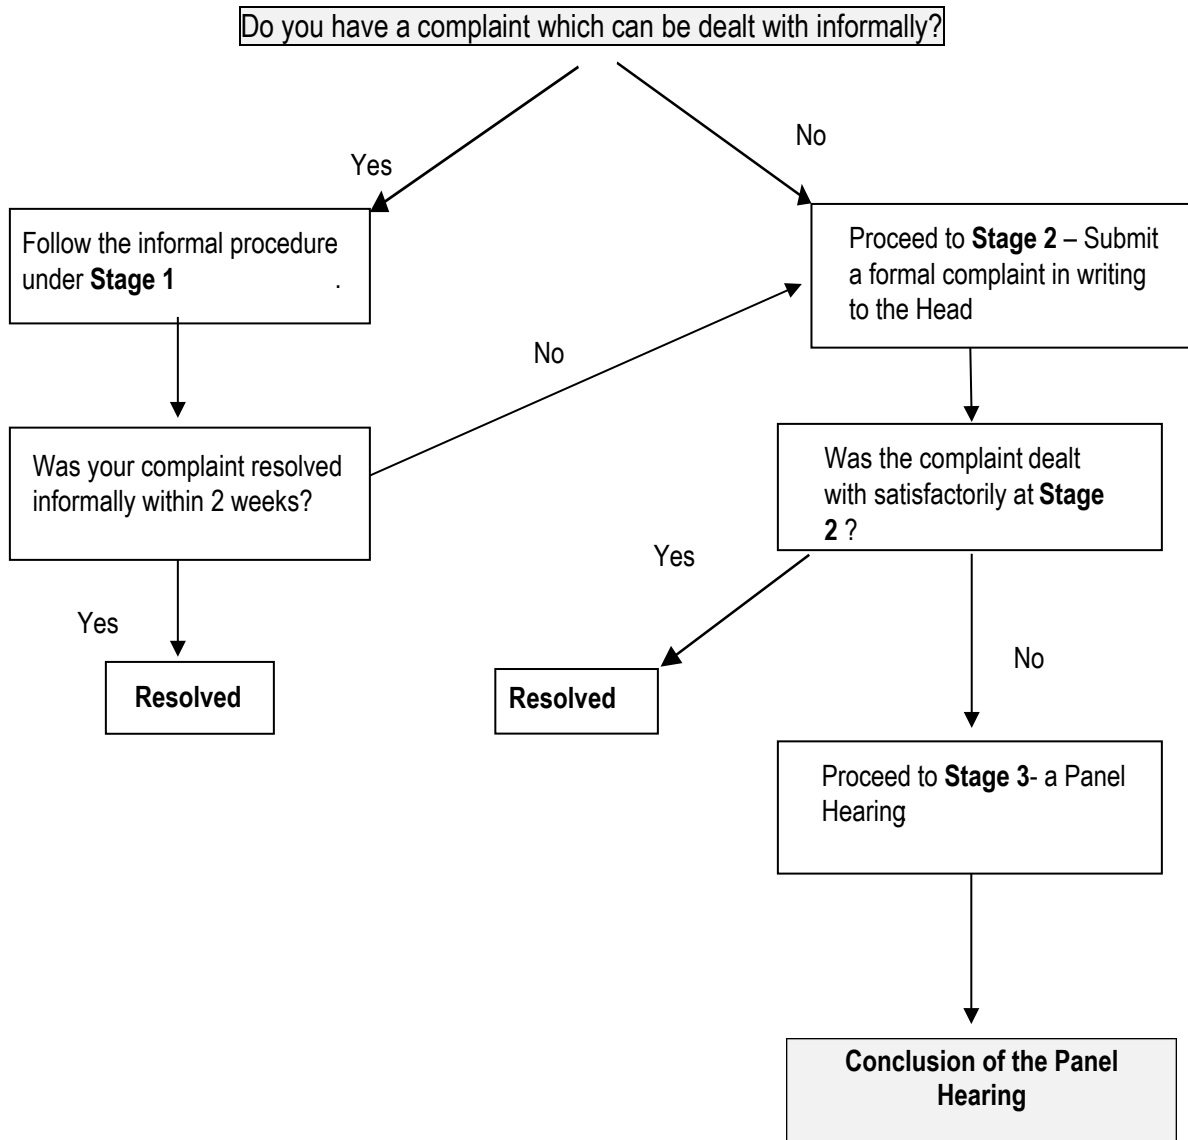 Do you have a complaint which can be dealt with informally?
Yes
No
Follow the informal procedure
under Stage 1 .
Proceed to Stage 2 – Submit
a formal complaint in writing
to the Head
No
Was your complaint resolved
informally within 2 weeks?
Was the complaint dealt
with satisfactorily at Stage
2 ?
Yes
Yes
No
Resolved
Resolved
Proceed to Stage 3- a Panel
Hearing
Conclusion of the Panel
Hearing